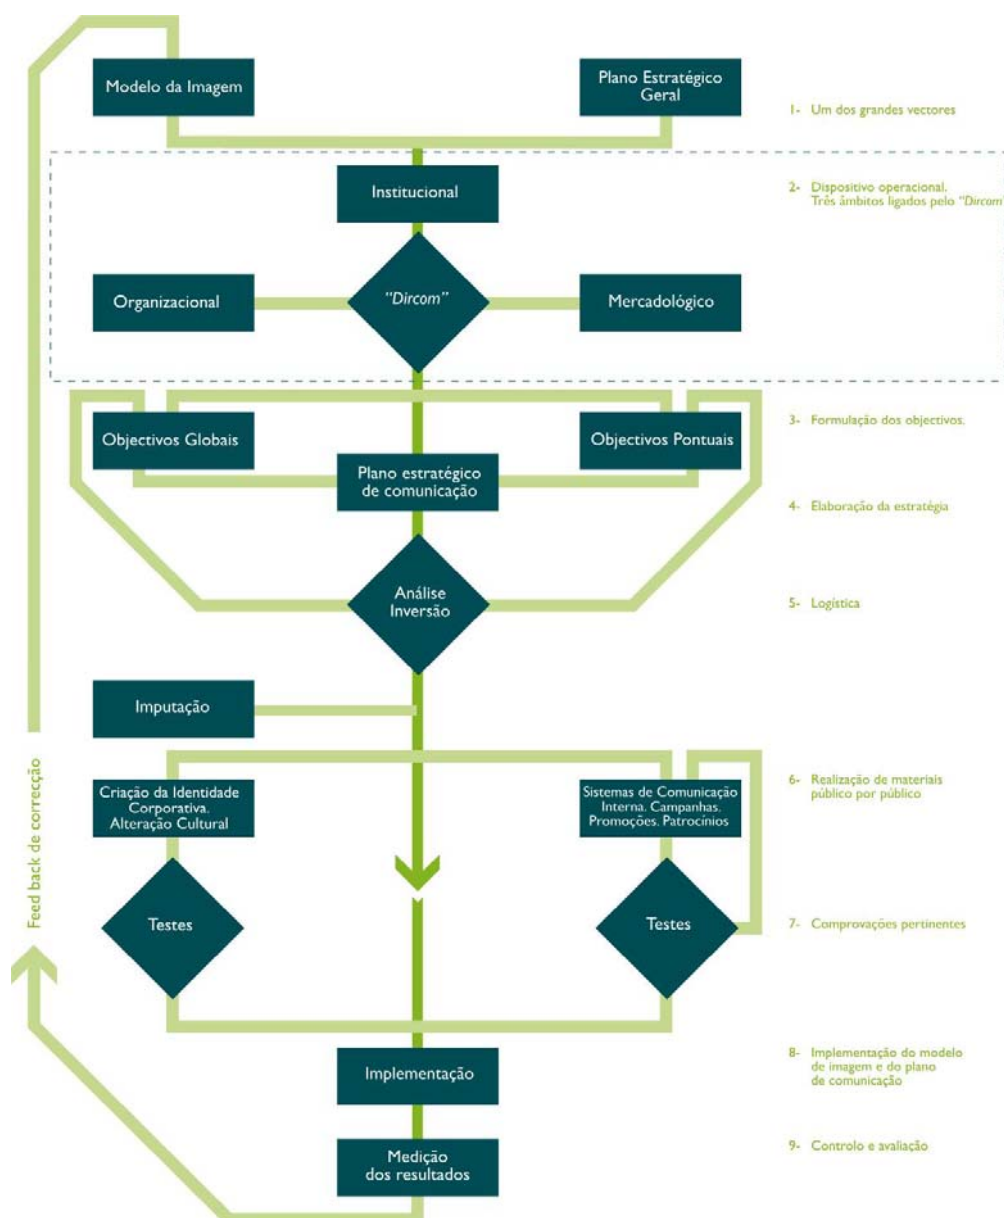 Modelo da Imagem
Plano Estratégico
Geral
1- Um dos grandes vectores
Institucional
2- Dispositivo operacional.
Três âmbitos ligados pelo "Dircom"
Organizacional
"Dircom"
Mercadológico
Objectivos Globais
Objectivos Pontuais
3- Formulação dos objectivos.
Plano estratégico
de comunicação
4- Elaboração da estratégia
Análise
Inversão
5- Logística
Imputação
Feed back de correcção
Criação da Identidade
Corporativa.
Alteração Cultural
Sistemas de Comunicação
Interna. Campanhas.
Promoções. Patrocínios
6- Realização de materiais
público por público
Testes
Testes
7- Comprovações pertinentes
Implementação
8- Implementação do modelo
de imagem e do plano
de comunicação
Medição
dos resultados
9- Controlo e avaliação